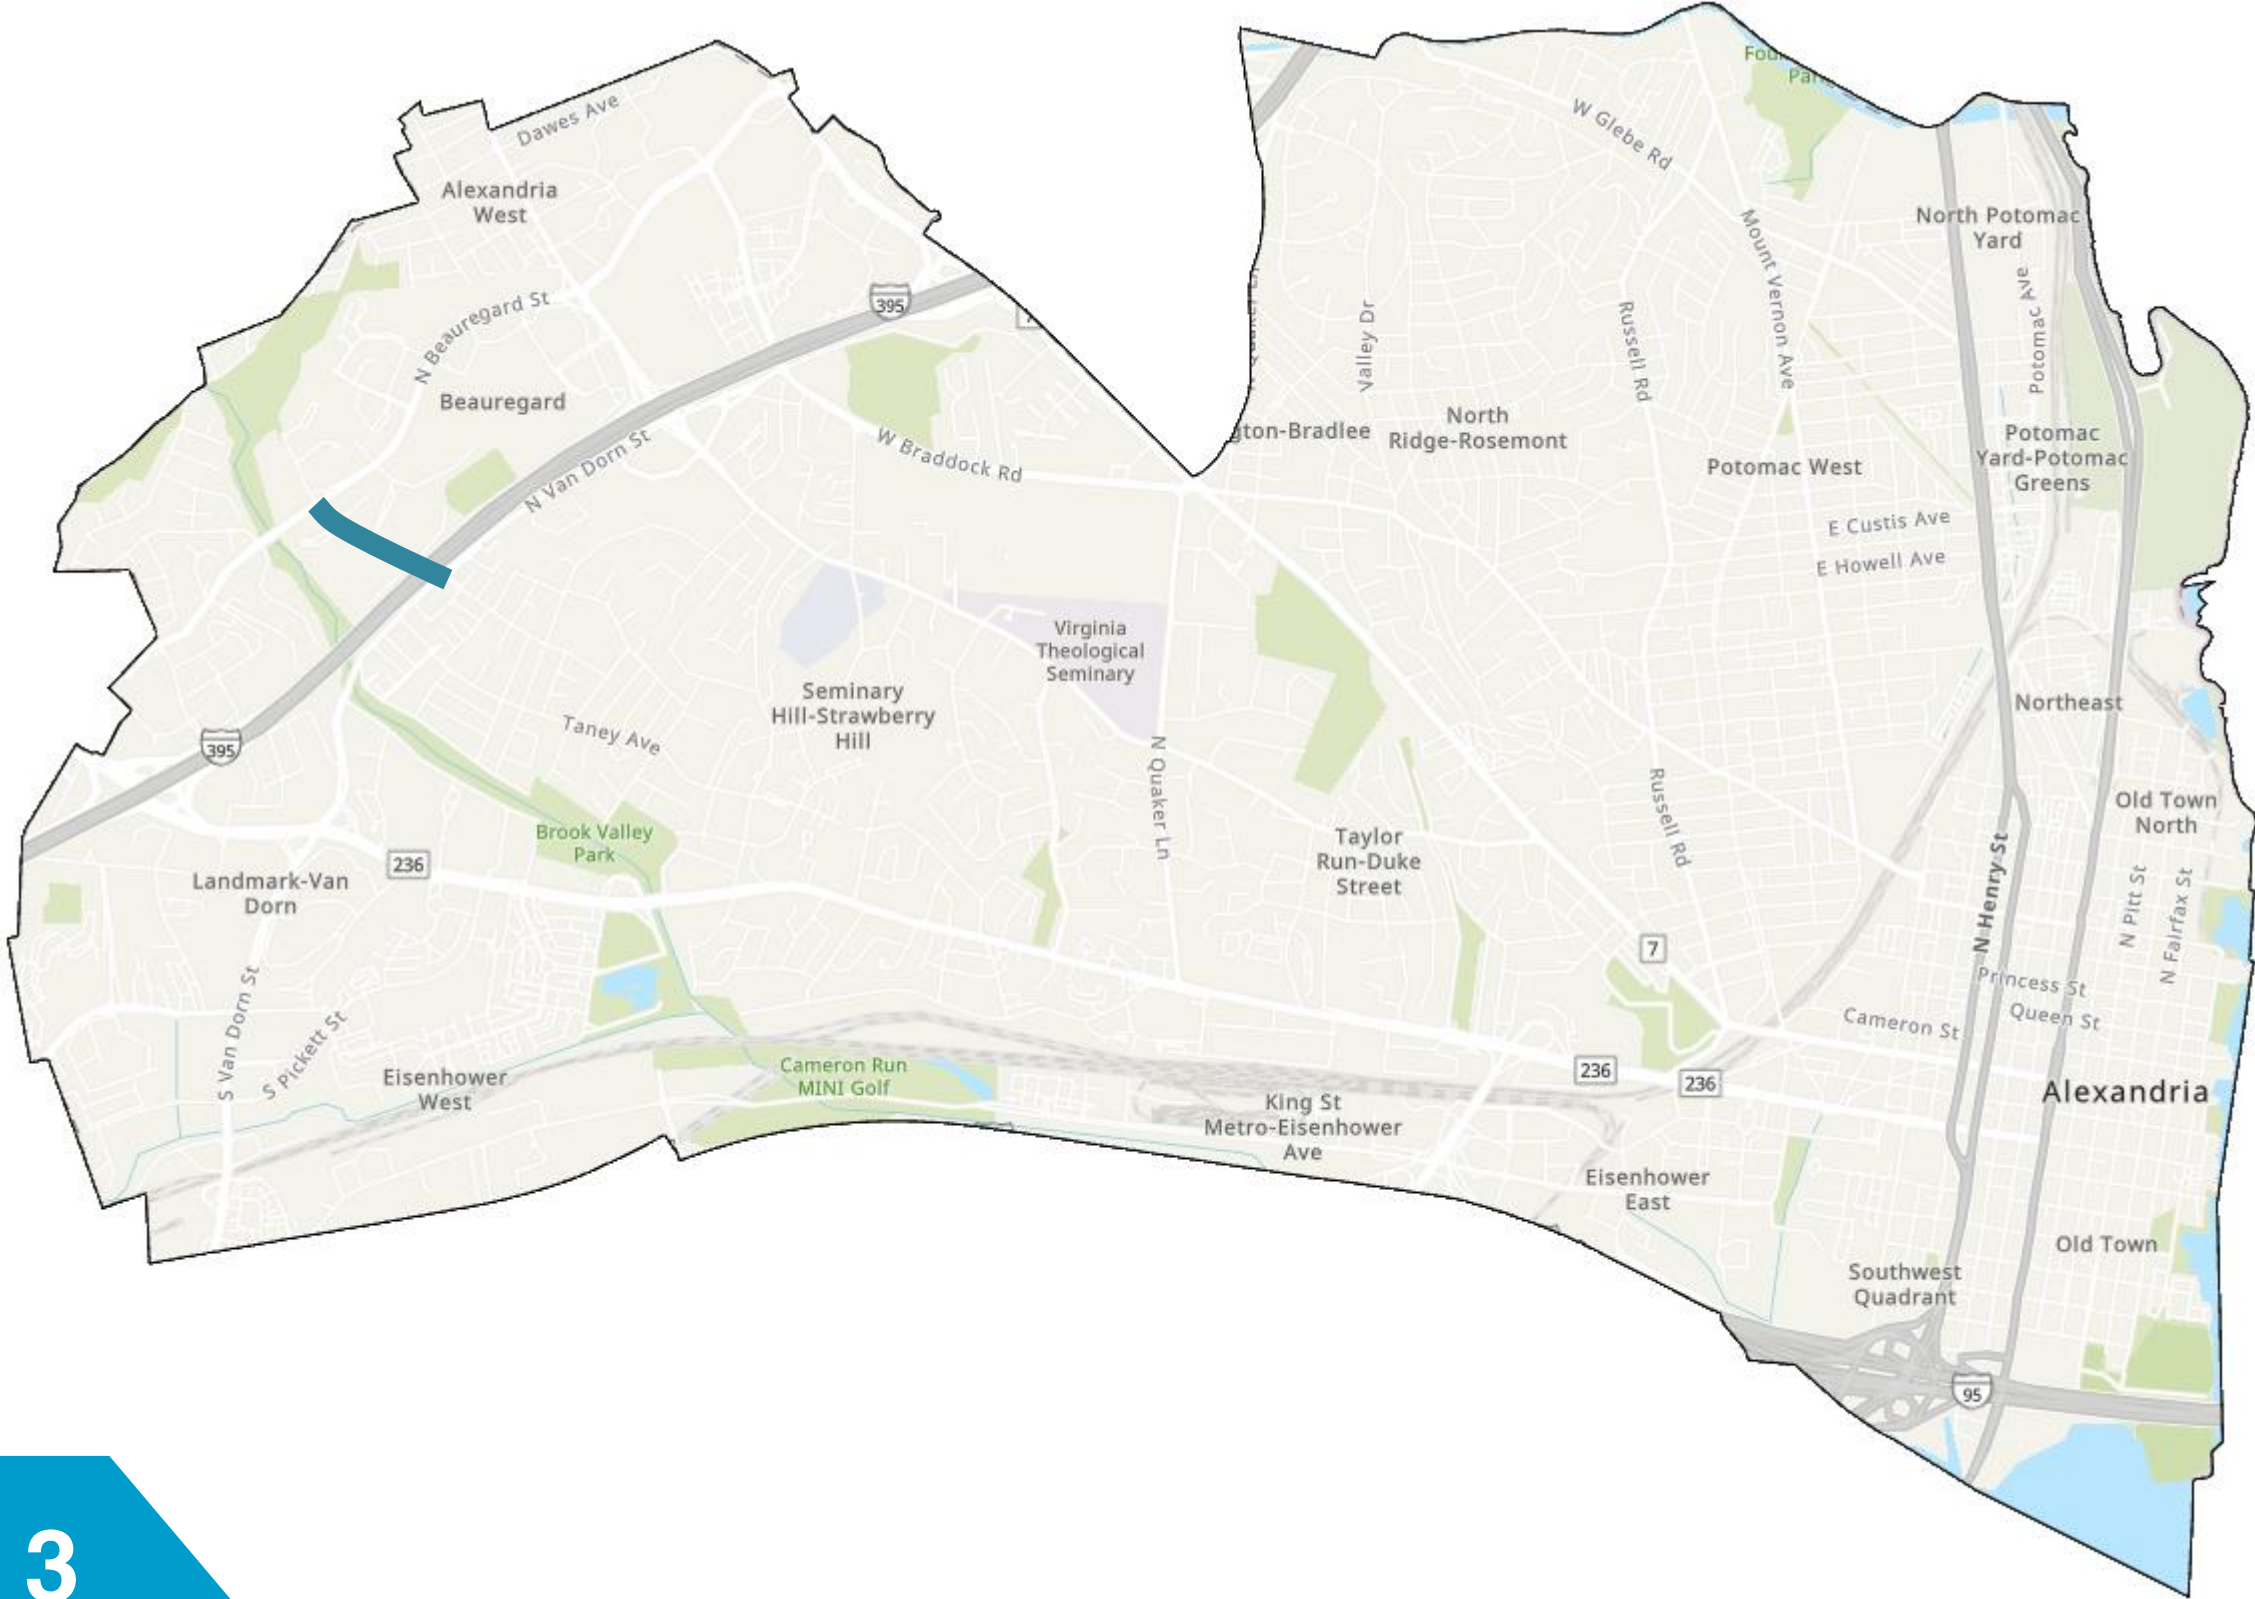 Dawes Ave
Alexandria
West
N Beauregard St
Beauregard
395
N Van Dorn St
W Braddock Rd
W Glebe Rd
Mount Vernon Ave
Russell Rd
Valley Dr
North Potomac
Yard
Potomac Ave
gton-Bradlee
North
Ridge-Rosemont
Potomac West
Potomac
Yard-Potomac
Greens
E Custis Ave
E Howell Ave
Virginia
Theological
Seminary
Seminary
Hill-Strawberry
Hill
Taney Ave
N Quaker Ln
395
Northeast
Russell Rd
Brook Valley
Park
236
Landmark-Van
Dorn
Taylor
Run-Duke
Street
Old Town
North
N Henry St
N Pitt St
N Fairfax St
7
Princess St
Queen St
Cameron St
S Van Dorn St
S Pickett St
Eisenhower
West
Cameron Run
MINI Golf
236
236
King St
Metro-Eisenhower
Ave
Alexandria
Eisenhower
East
Old Town
Southwest
Quadrant
95
3